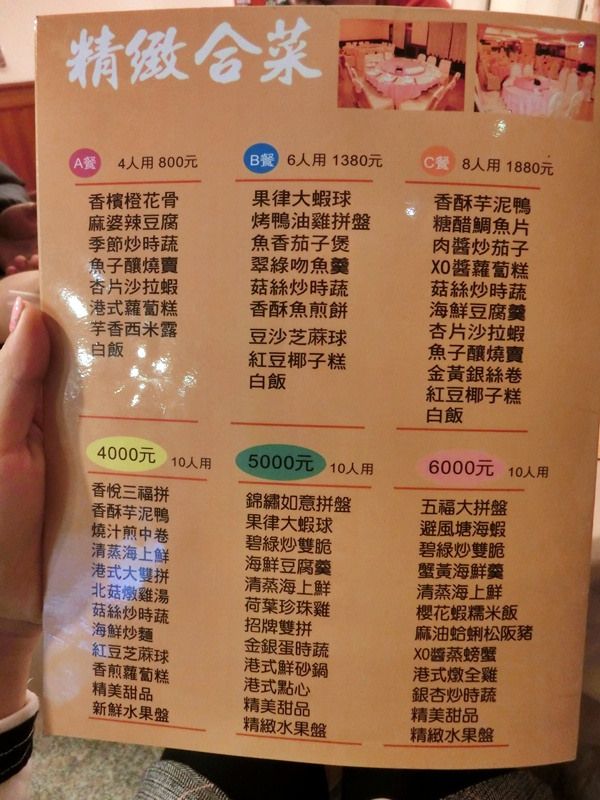 精緻合菜
A餐 4人用 800元
香檳橙花骨
麻婆辣豆腐
季節炒時蔬
魚子釀燒賣
杏片沙拉蝦
港式蘿蔔糕
芋香西米露
白飯
B餐 6人用 1380元
果律大蝦球
烤鴨油雞拼盤
魚香茄子煲
翠綠吻魚羹
菇絲炒時蔬
香酥魚煎餅
豆沙芝蔴球
紅豆椰子糕
白飯
C餐 8人用 1880元
香酥芋泥鴨
糖醋鯛魚片
肉醬炒茄子
XO醬蘿蔔糕
菇絲炒時蔬
海鮮豆腐羹
杏片沙拉蝦
魚子釀燒賣
金黃銀絲卷
紅豆椰子糕
白飯
4000元 10人用
香悅三福拼
香酥芋泥鴨
燒汁煎中卷
清蒸海上鮮
港式大雙拼
北菇燉雞湯
菇絲炒時蔬
海鮮炒麵
紅豆芝蔴球
香煎蘿蔔糕
精美甜品
新鮮水果盤
5000元 10人用
錦繡如意拼盤
果律大蝦球
碧綠炒雙脆
海鮮豆腐羹
清蒸海上鮮
荷葉珍珠雞
招牌雙拼
金銀蛋時蔬
港式鮮砂鍋
港式點心
精美甜品
精緻水果盤
6000元 10人用
五福大拼盤
避風塘海蝦
碧綠炒雙脆
蟹黃海鮮羹
清蒸海上鮮
櫻花蝦糯米飯
麻油蛤蜊松阪豬
XO醬蒸螃蟹
港式燉全雞
銀杏炒時蔬
精美甜品
精緻水果盤